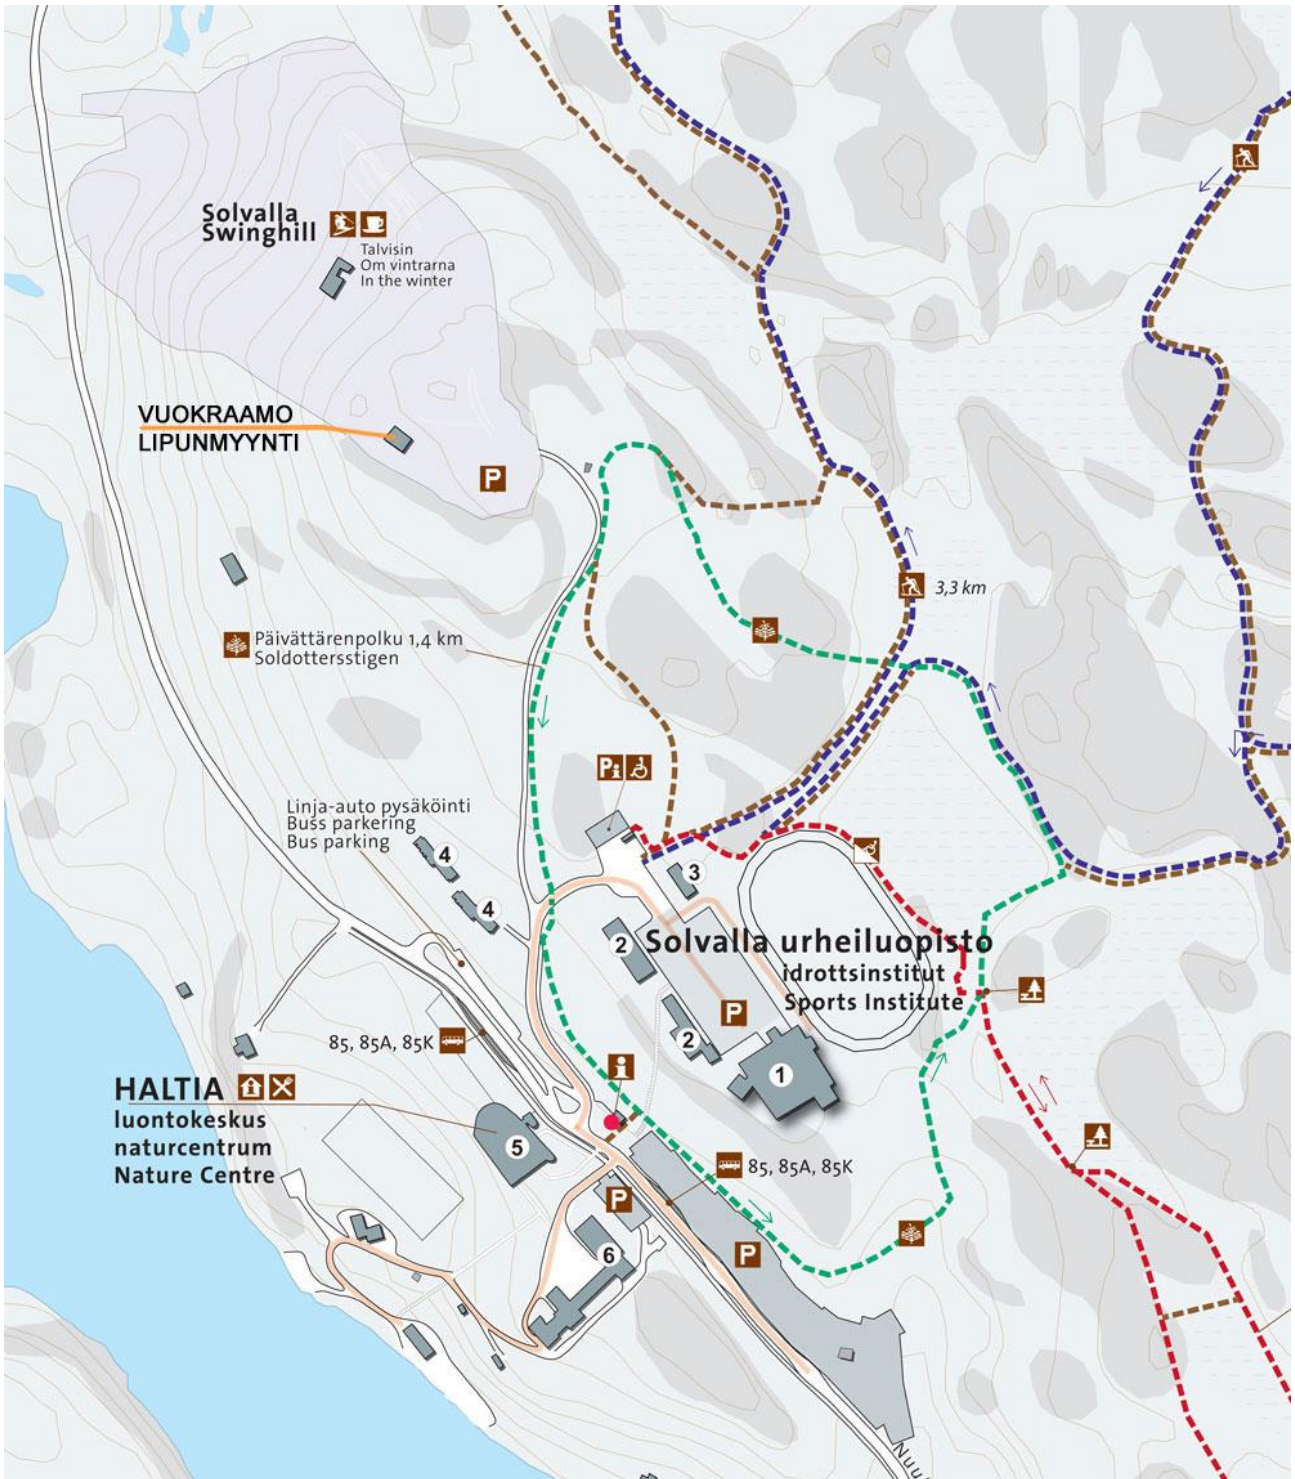 Solvalla
Swinghill
Talvisin
Om vintrarna
In the winter
VUOKRAAMO
LIPUNMYYNTI
P
3,3 km
Päivättärenpolku 1,4 km
Soldottersstigen
Pi
Linja-auto pysäköinti
Buss parkering
Bus parking
4
4
3
2
Solvalla urheiluopisto
idrottsinstitut
Sports Institute
P
2
85, 85A, 85K
i
1
HALTIA
luontokeskus
naturcentrum
Nature Centre
5
85, 85A, 85K
P
P
6
Nuu